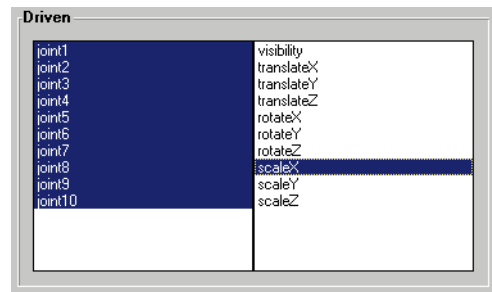 Driven
joint1
joint2
joint3
joint4
joint5
joint6
joint7
joint8
joint9
joint10
visibility
translateX
translateY
translateZ
rotateX
rotateY
rotateZ
scaleX
scaleY
scaleZ